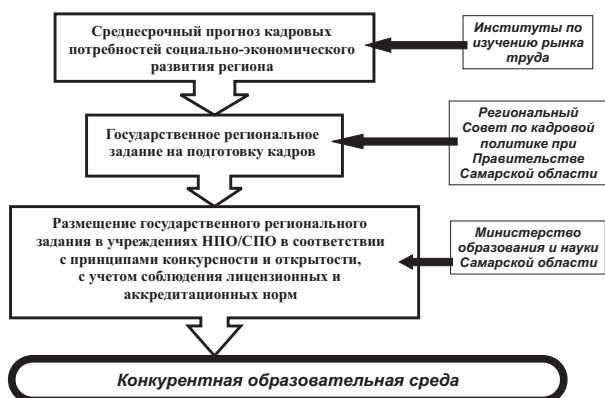 Среднесрочный прогноз кадровых
потребностей социально-экономического
развития региона
Институты по
изучению рынка
труда
Государственное региональное
задание на подготовку кадров
Региональный
Совет по кадровой
политике при
Правительстве
Самарской области
Размещение государственного регионального
задания в учреждениях НПО/СПО в соответствии
с принципами конкурсности и открытости,
с учетом соблюдения лицензионных и
аккредитационных норм
Министерство
образования и науки
Самарской области
Конкурентная образовательная среда